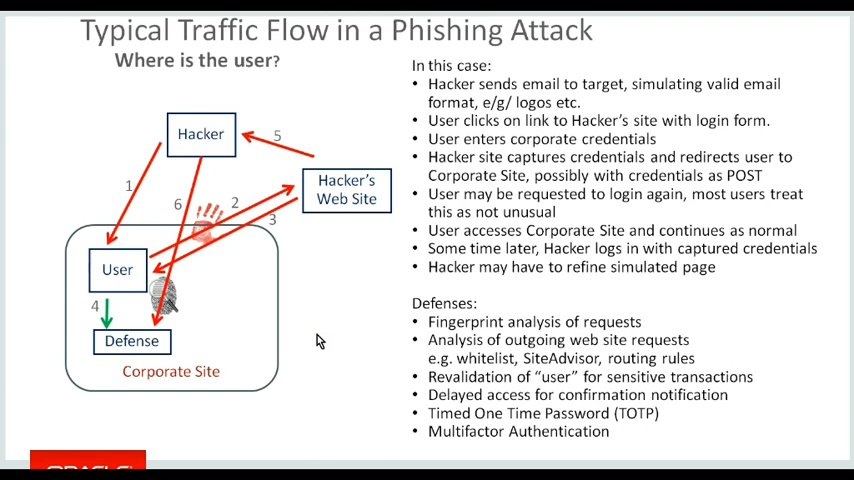 Typical Traffic Flow in a Phishing Attack
Where is the user?
Hacker
5
1
6
2
3
Hacker's
Web Site
User
4
Defense
Corporate Site
In this case:
• Hacker sends email to target, simulating valid email
format, e/g/ logos etc.
• User clicks on link to Hacker's site with login form.
• User enters corporate credentials
• Hacker site captures credentials and redirects user to
Corporate Site, possibly with credentials as POST
• User may be requested to login again, most users treat
this as not unusual
• User accesses Corporate Site and continues as normal
• Some time later, Hacker logs in with captured credentials
• Hacker may have to refine simulated page
Defenses:
• Fingerprint analysis of requests
• Analysis of outgoing web site requests
e.g. whitelist, SiteAdvisor, routing rules
• Revalidation of “user” for sensitive transactions
• Delayed access for confirmation notification
• Timed One Time Password (TOTP)
• Multifactor Authentication
ORACLE